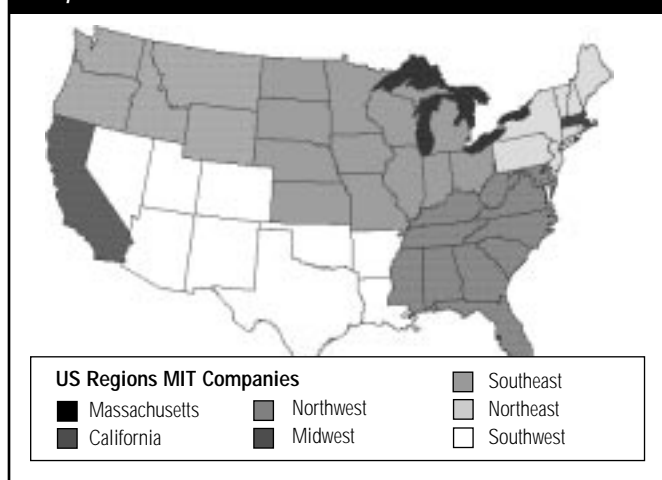 US Regions MIT Companies
Massachusetts
California
Northwest
Midwest
Southeast
Northeast
Southwest